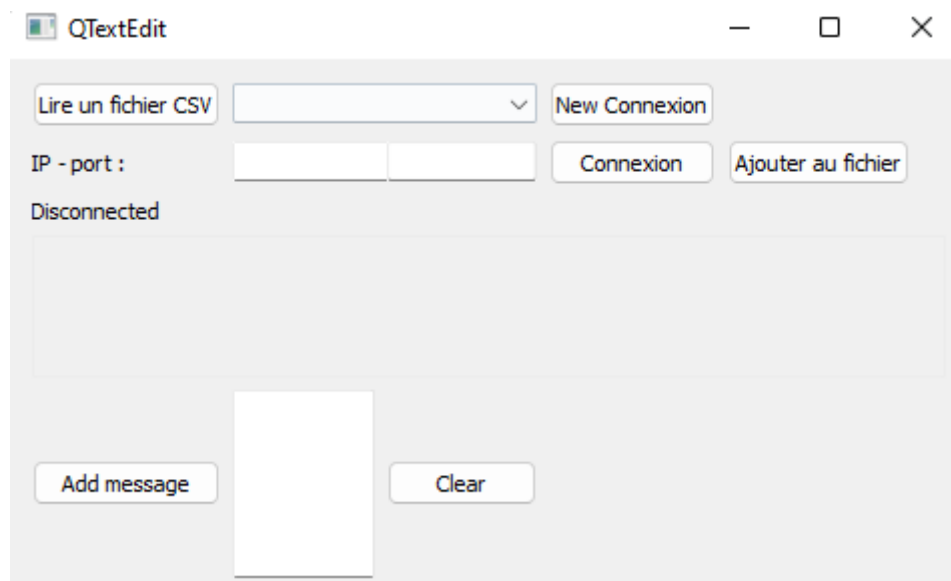 QTextEdit
Lire un fichier CSV New Connexion
IP - port : Connexion Ajouter au fichier
Disconnected
Add message Clear